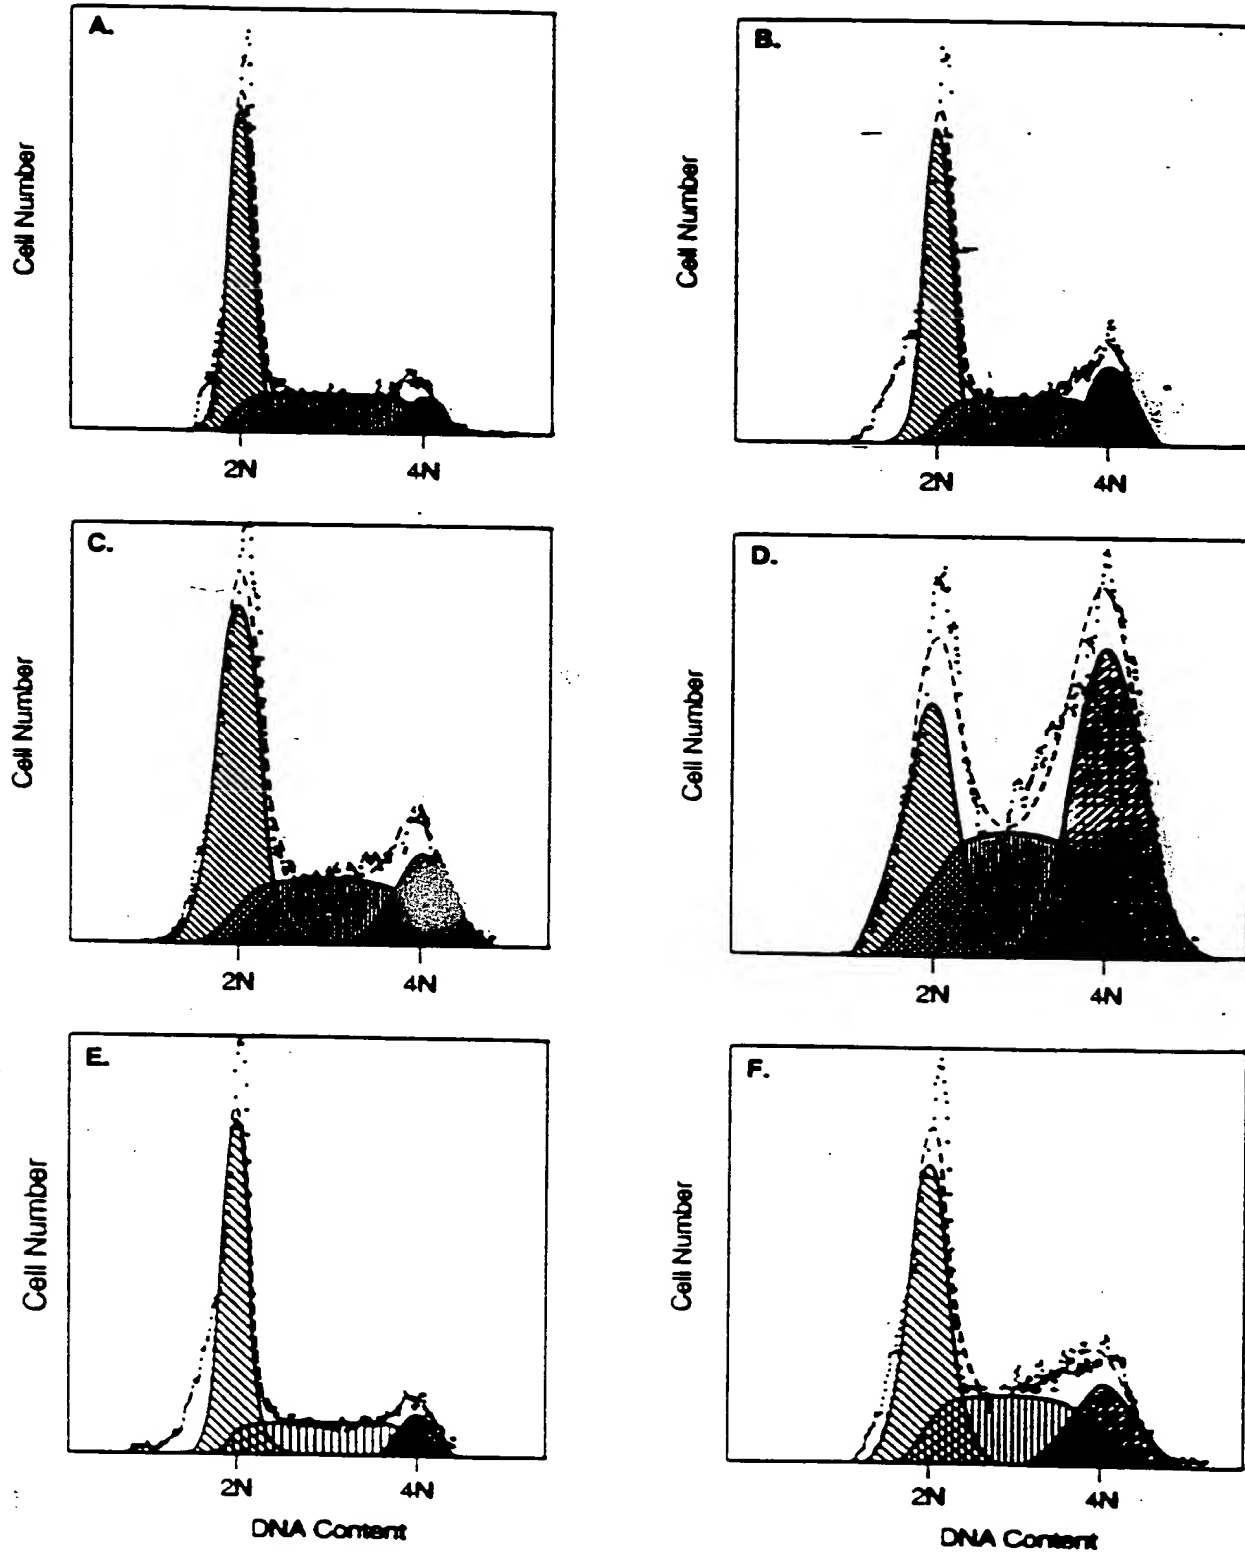 A.
Cell Number
2N 4N
B.
Cell Number
2N 4N
C.
Cell Number
2N 4N
D.
Cell Number
2N 4N
E.
Cell Number
2N 4N
DNA Content
F.
Cell Number
2N 4N
DNA Content